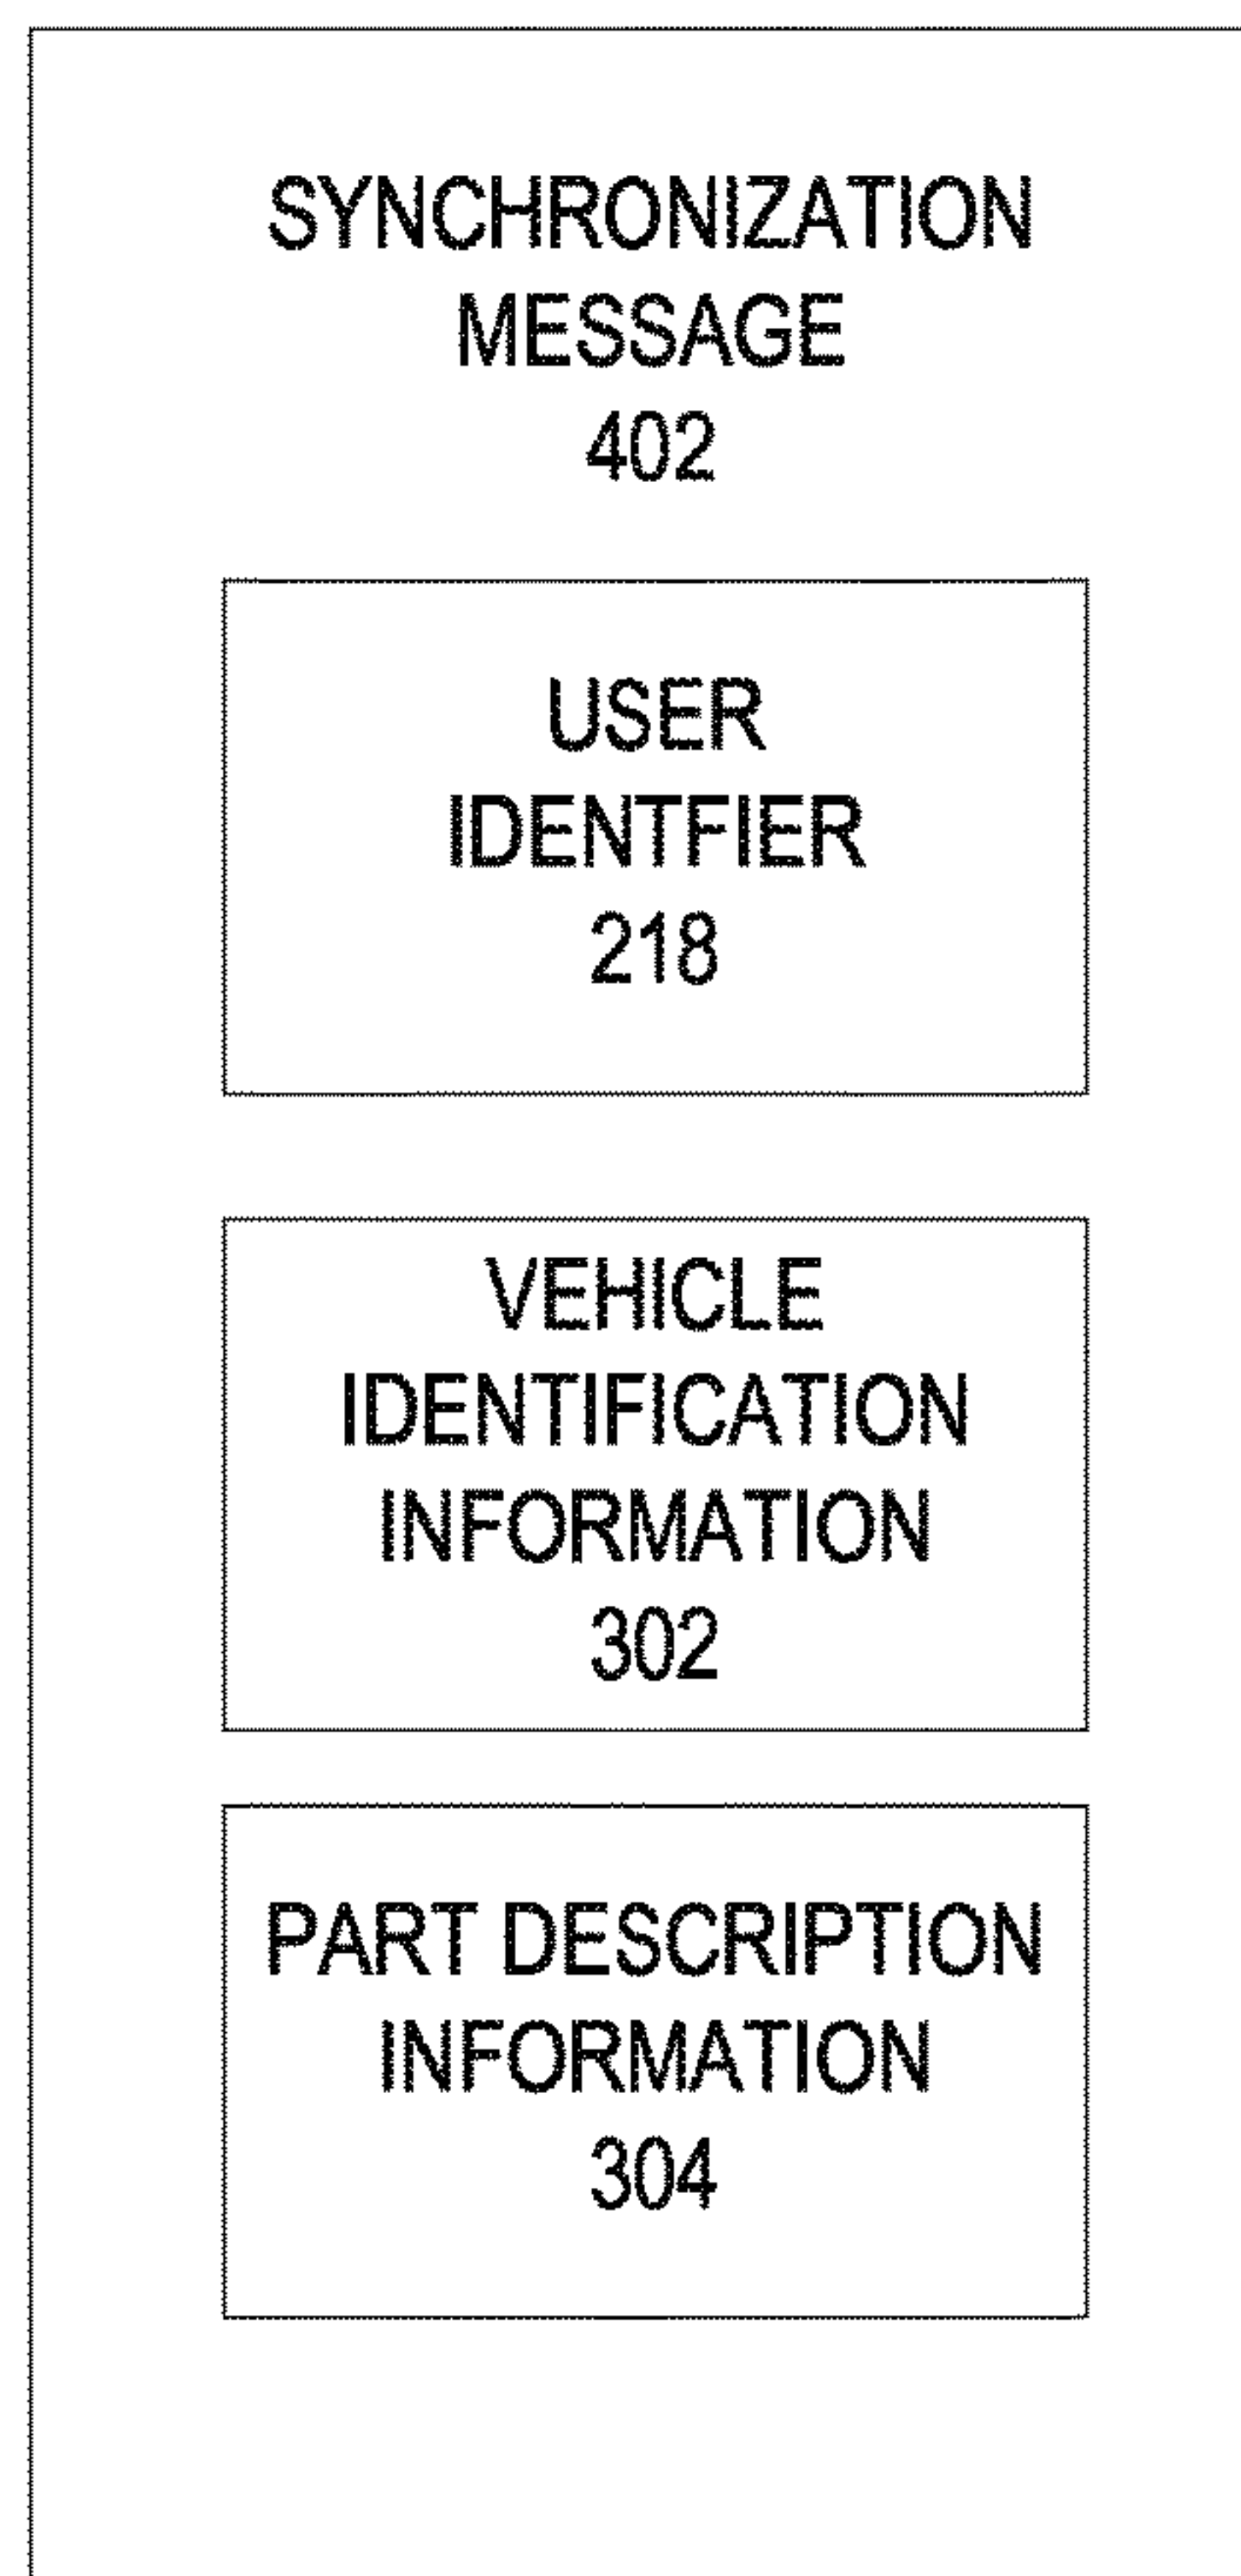 SYNCHRONIZATION
MESSAGE
402
USER
IDENTFIER
218
VEHICLE
IDENTIFICATION
INFORMATION
302
PART DESCRIPTION
INFORMATION
304